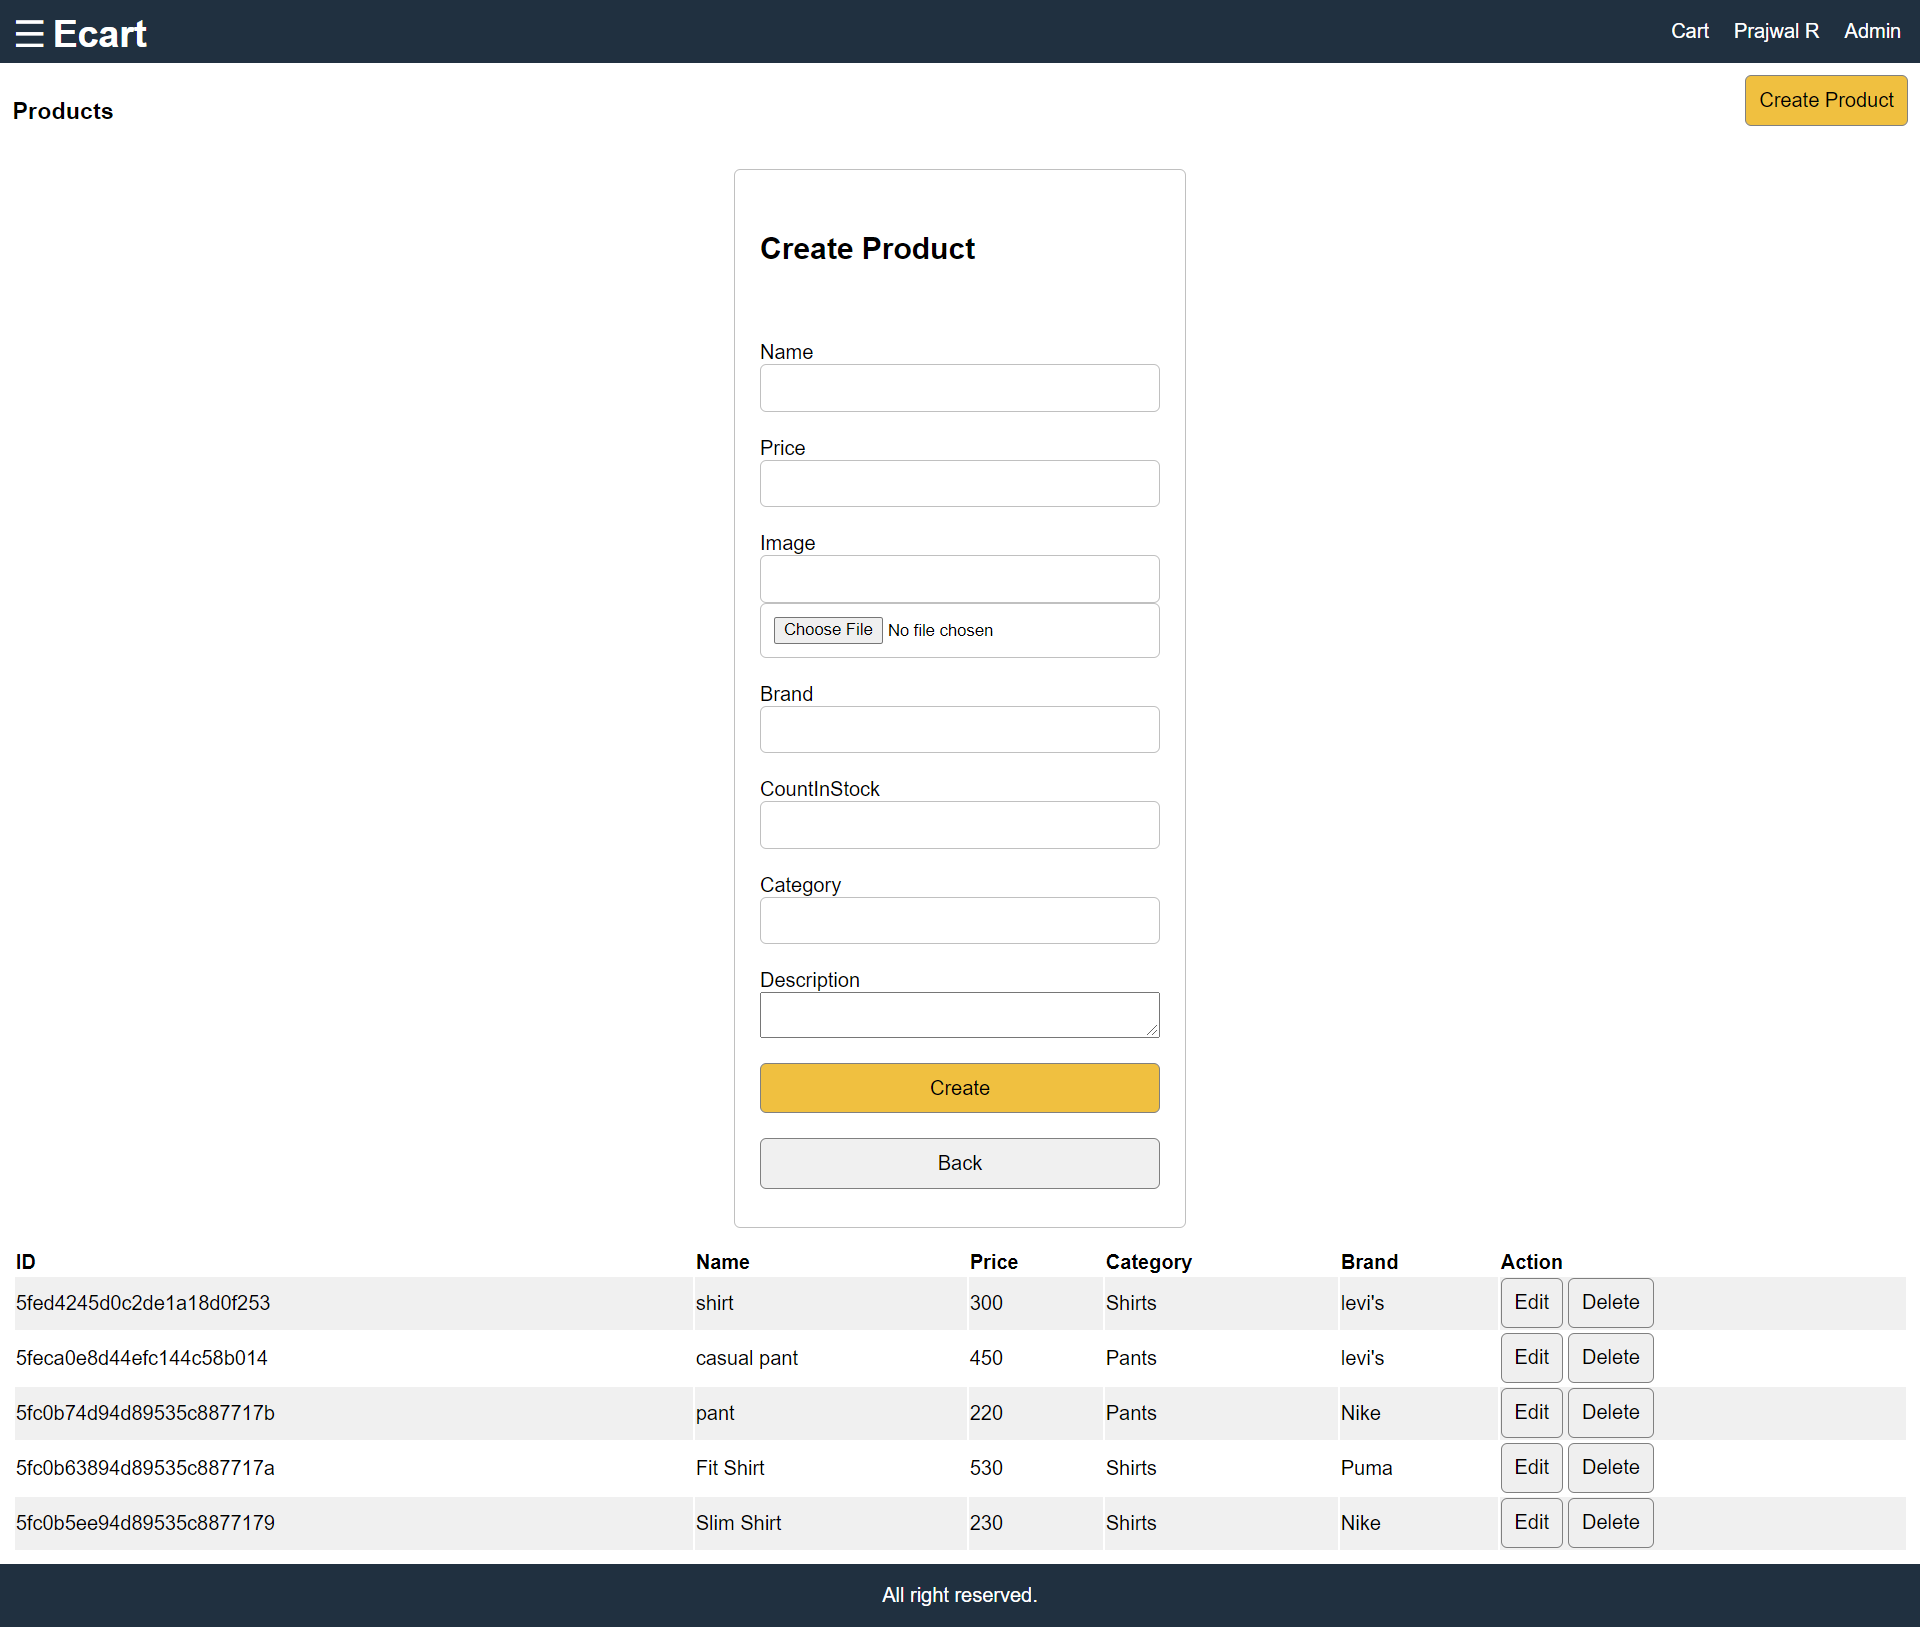 ☰ Ecart
Cart Prajwal R Admin
Products
Create Product
Create Product
Name
Price
Image
Choose File No file chosen
Brand
CountInStock
Category
Description
Create
Back
ID Name Price Category Brand Action
5fed4245d0c2de1a18d0f253 shirt 300 Shirts levi's Edit Delete
5feca0e8d44efc144c58b014 casual pant 450 Pants levi's Edit Delete
5fc0b74d94d89535c887717b pant 220 Pants Nike Edit Delete
5fc0b63894d89535c887717a Fit Shirt 530 Shirts Puma Edit Delete
5fc0b5ee94d89535c8877179 Slim Shirt 230 Shirts Nike Edit Delete
All right reserved.